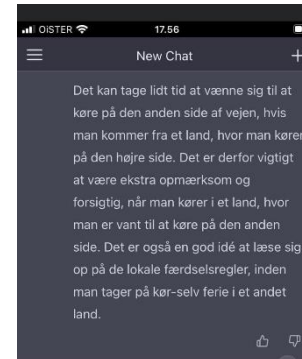 OiSTER 17.56
New Chat
Det kan tage lidt tid at vænne sig til at
køre på den anden side af vejen, hvis
man kommer fra et land, hvor man kører
på den højre side. Det er derfor vigtigt
at være ekstra opmærksom og
forsigtig, når man kører i et land, hvor
man er vant til at køre på den anden
side. Det er også en god idé at læse sig
op på de lokale færdselsregler, inden
man tager på kør-selv ferie i et andet
land.